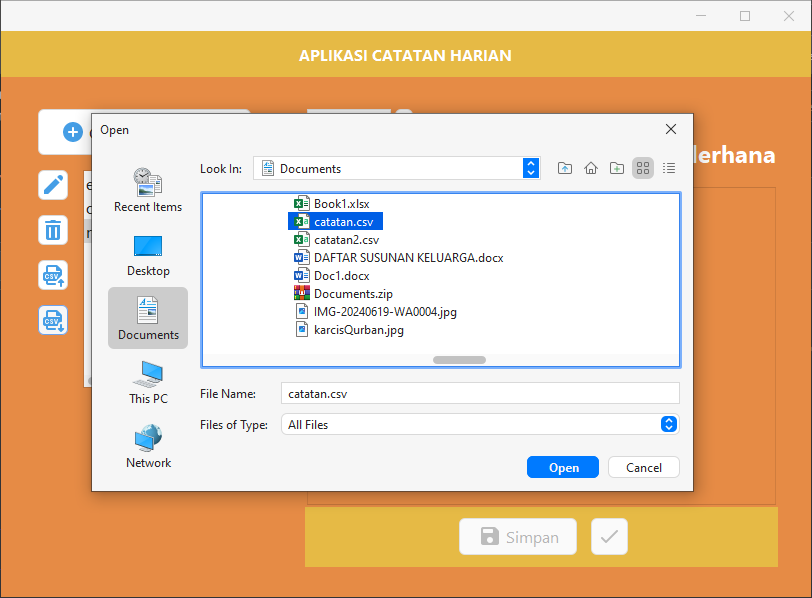 APLIKASI CATATAN HARIAN
erhana
Open
Look In:
Documents
Recent Items
Desktop
Documents
This PC
Network
Book1.xlsx
catatan.csv
catatan2.csv
DAFTAR SUSUNAN KELUARGA.docx
Doc1.docx
Documents.zip
IMG-20240619-WA0004.jpg
karcisQurban.jpg
File Name:
catatan.csv
Files of Type:
All Files
Open
Cancel
CSV
CSV
Simpan